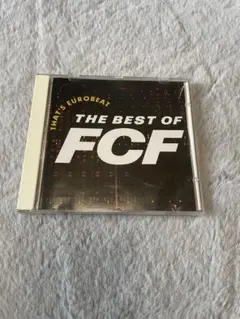 THAT'S EUROBEAT
THE BEST OF
FCF